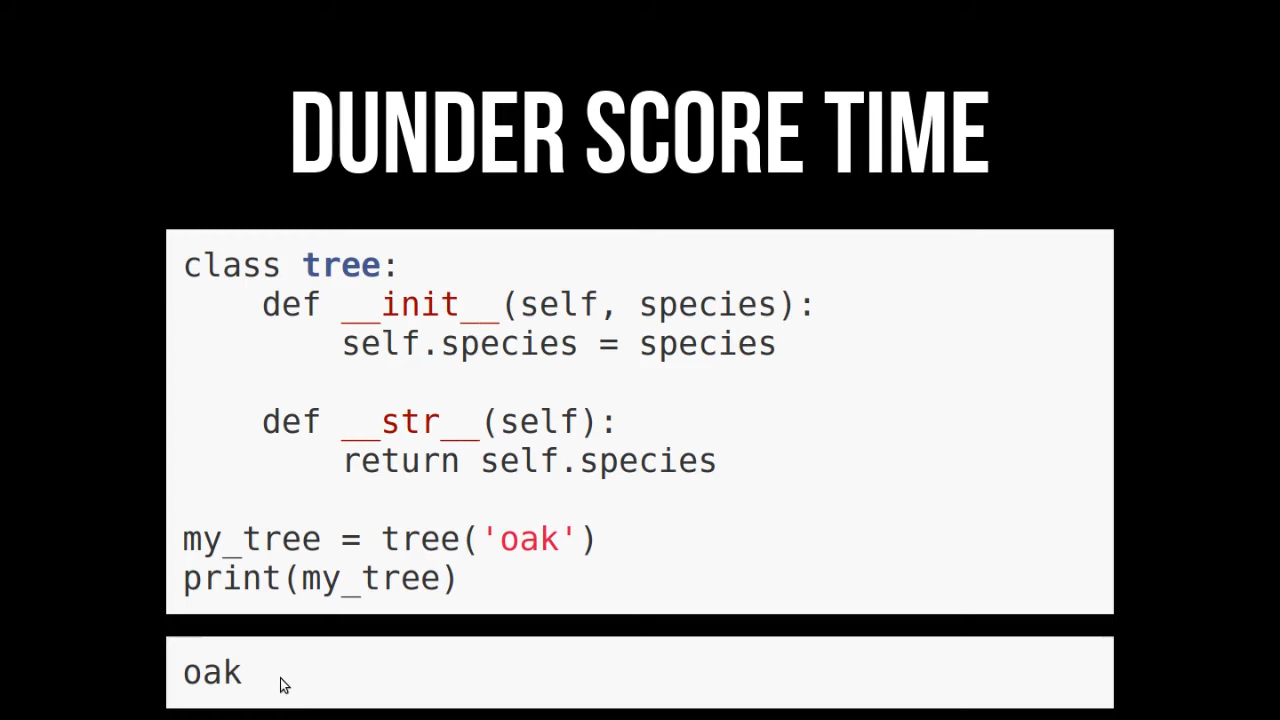 DUNDER SCORE TIME
class tree:
    def __init__(self, species):
        self.species = species
    def __str__(self):
        return self.species
my_tree = tree('oak')
print(my_tree)
oak